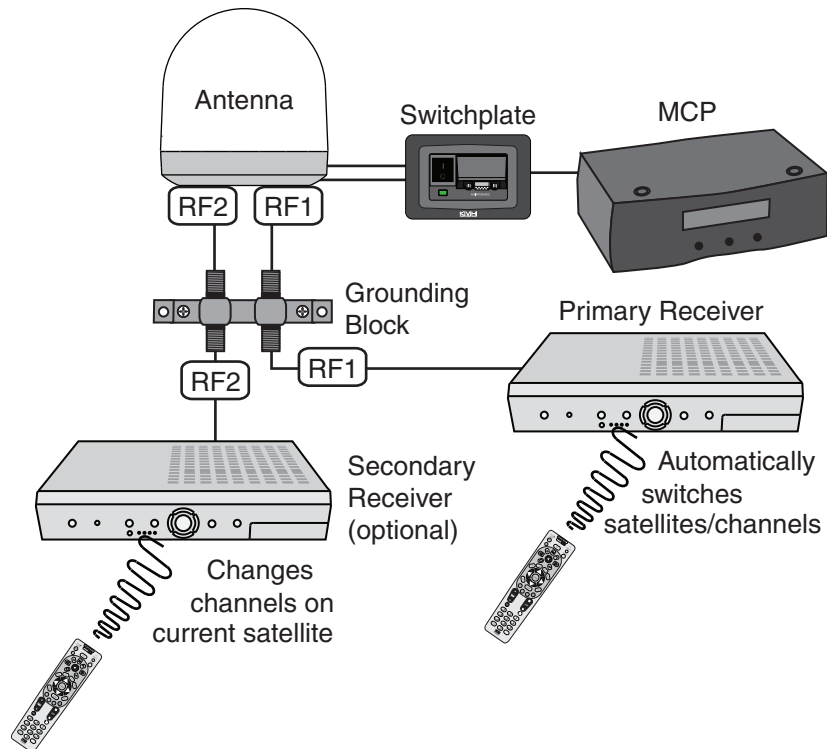 Antenna
Switchplate
MCP
RF2
RF1
KVH
Grounding
Block
Primary Receiver
RF2
RF1
Secondary
Receiver
(optional)
Automatically
switches
satellites/channels
Changes
channels on
current satellite